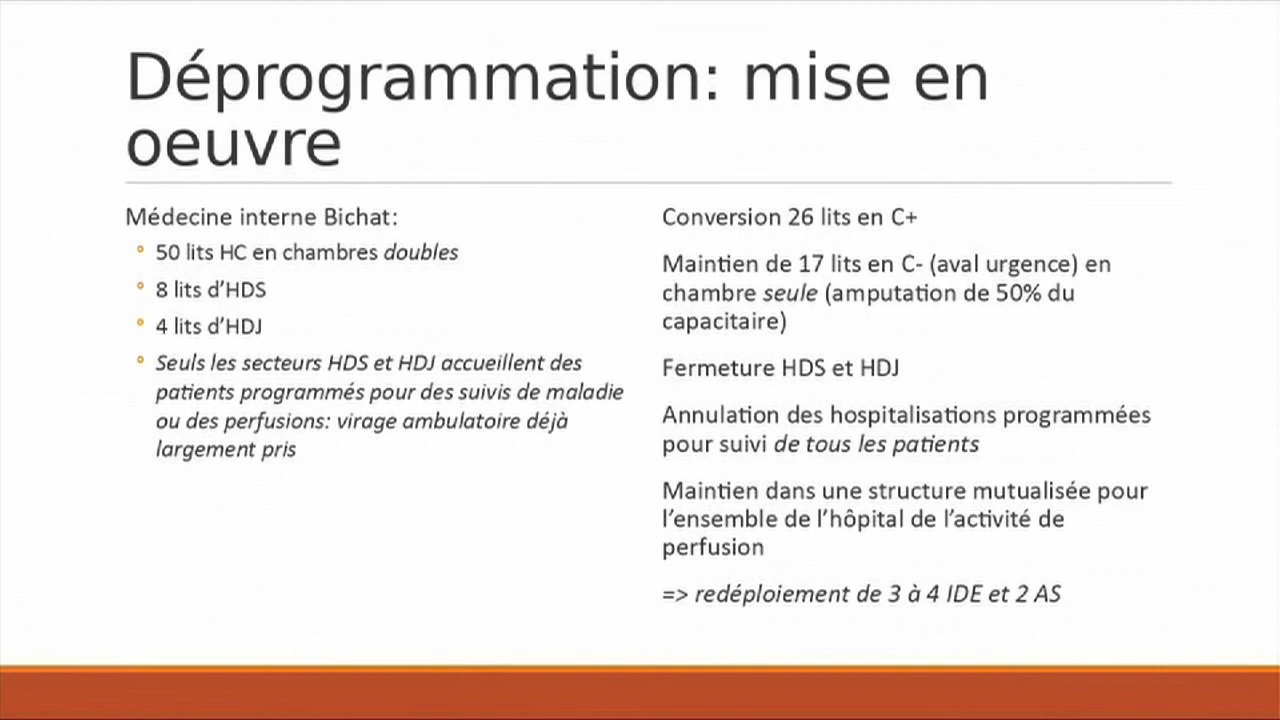 Déprogrammation: mise en
oeuvre
Médecine interne Bichat:
° 50 lits HC en chambres doubles
° 8 lits d’HDS
° 4 lits d’HDJ
° Seuls les secteurs HDS et HDJ accueillent des
patients programmés pour des suivis de maladie
ou des perfusions: virage ambulatoire déjà
largement pris
Conversion 26 lits en C+
Maintien de 17 lits en C- (aval urgence) en
chambre seule (amputation de 50% du
capacitaire)
Fermeture HDS et HDJ
Annulation des hospitalisations programmées
pour suivi de tous les patients
Maintien dans une structure mutualisée pour
l’ensemble de l’hôpital de l’activité de
perfusion
=> redéploiement de 3 à 4 IDE et 2 AS